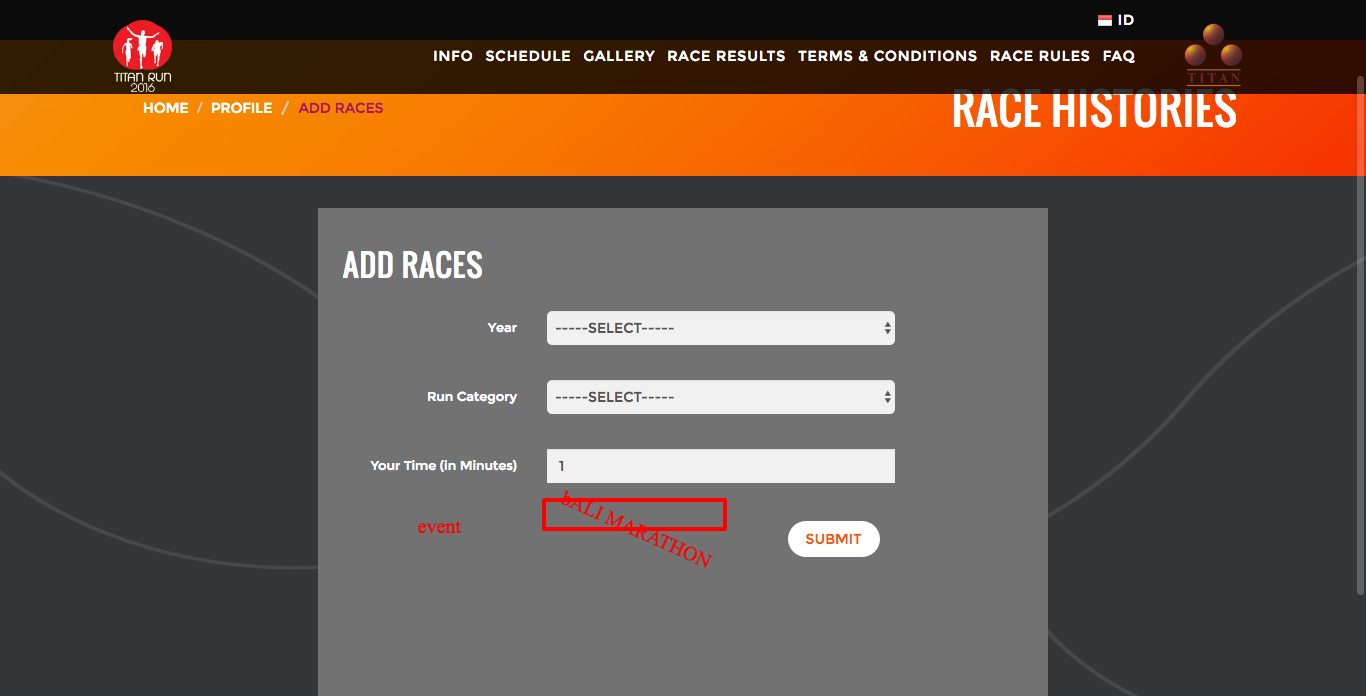 ID
TITAN RUN
2016
INFO SCHEDULE GALLERY RACE RESULTS TERMS & CONDITIONS RACE RULES FAQ
TITAN
HOME / PROFILE / ADD RACES
RACE HISTORIES
ADD RACES
Year
-----SELECT-----
Run Category
-----SELECT-----
Your Time (in Minutes)
1
event
bALI MARATHON
SUBMIT